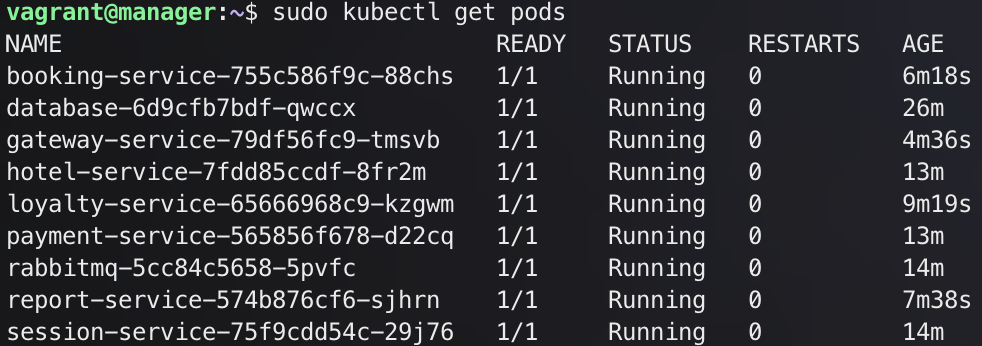 vagrant@manager:~$ sudo kubectl get pods
NAME READY STATUS RESTARTS AGE
booking-service-755c586f9c-88chs 1/1 Running 0 6m18s
database-6d9cfb7bdf-qwccx 1/1 Running 0 26m
gateway-service-79df56fc9-tmsvb 1/1 Running 0 4m36s
hotel-service-7fdd85ccdf-8fr2m 1/1 Running 0 13m
loyalty-service-65666968c9-kzgwm 1/1 Running 0 9m19s
payment-service-565856f678-d22cq 1/1 Running 0 13m
rabbitmq-5cc84c5658-5pvfc 1/1 Running 0 14m
report-service-574b876cf6-sjhrn 1/1 Running 0 7m38s
session-service-75f9cdd54c-29j76 1/1 Running 0 14m